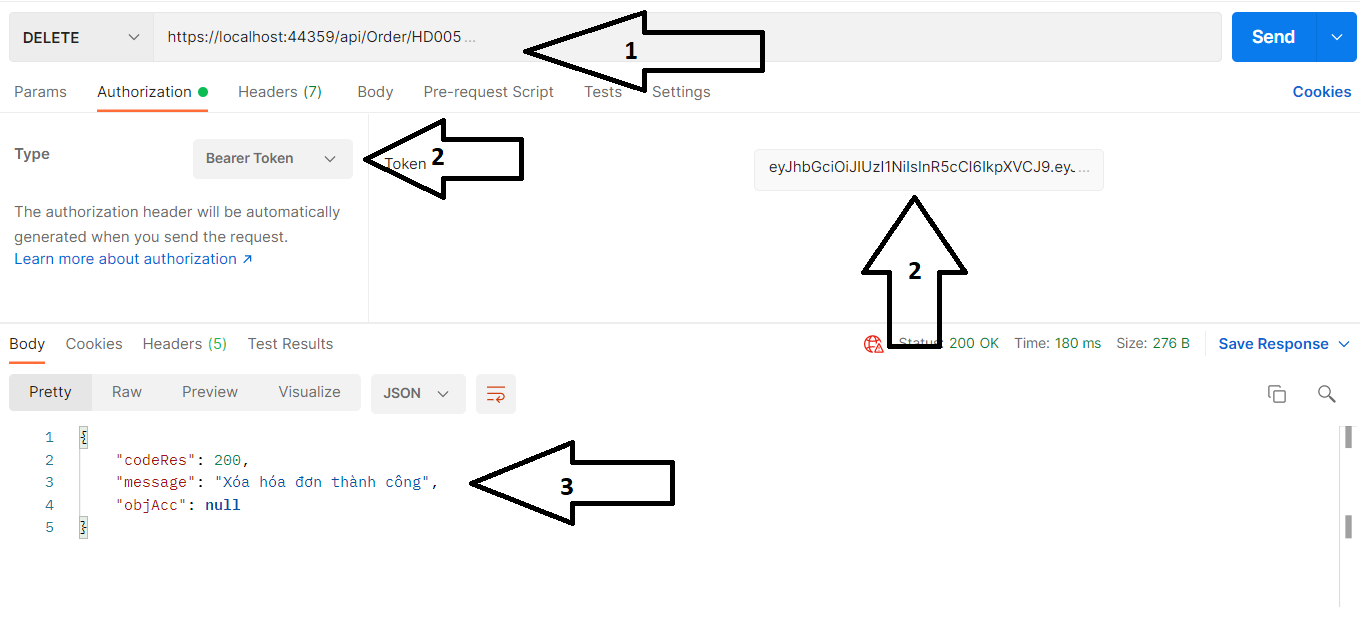 DELETE https://localhost:44359/api/Order/HD005 ... Send
1
Params Authorization Headers (7) Body Pre-request Script Tests Settings Cookies
Type Bearer Token 2 Token eyJhbGciOiJIUzI1NiIsInR5cCI6IkpXVCJ9.eyJ ...
The authorization header will be automatically
generated when you send the request.
Learn more about authorization ↗
2
Body Cookies Headers (5) Test Results Status: 200 OK Time: 180 ms Size: 276 B Save Response
Pretty Raw Preview Visualize JSON
1 {
2 "codeRes": 200,
3 "message": "Xóa hóa đơn thành công",
3
4 "objAcc": null
5 }